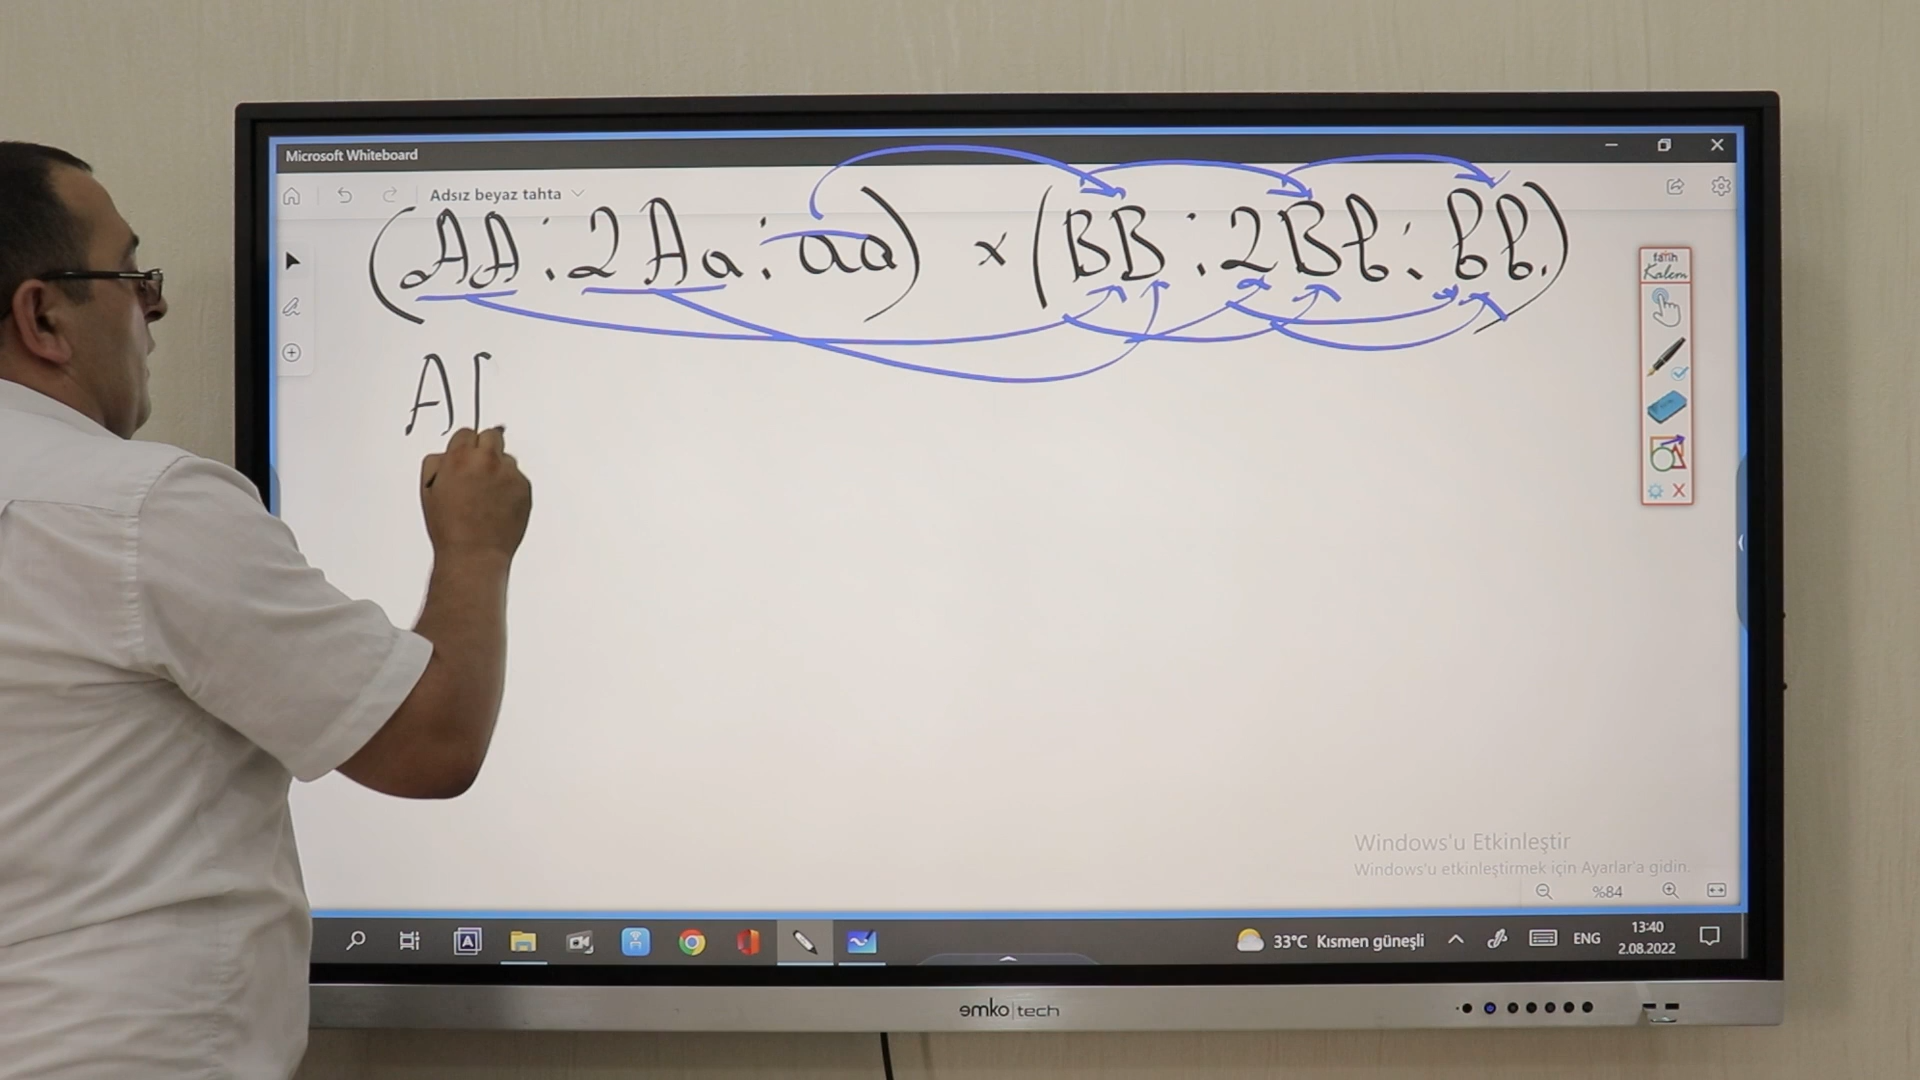 Microsoft Whiteboard
Adsız beyaz tahta
(AA : 2Aa : aa) × (BB : 2Bb : bb.)
A
fatih
Kalem
Windows'u Etkinleştir
Windows'u etkinleştirmek için Ayarlar'a gidin.
%84
33°C Kısmen güneşli
ENG
13:40
2.08.2022
emko|tech